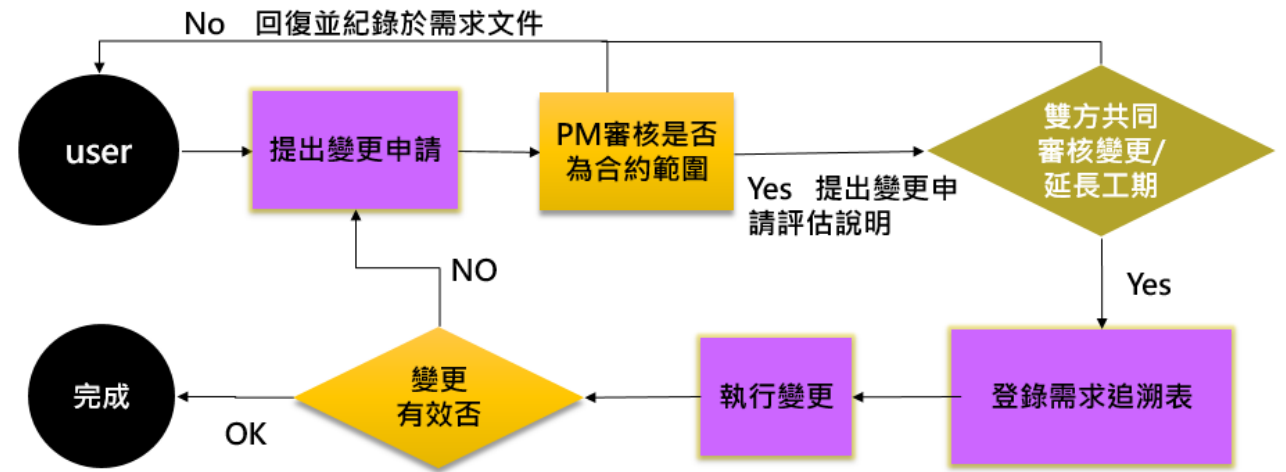 No 回復並紀錄於需求文件
user
提出變更申請
PM審核是否
為合約範圍
Yes 提出變更申
請評估說明
雙方共同
審核變更/
延長工期
Yes
登錄需求追溯表
執行變更
變更
有效否
NO
OK
完成